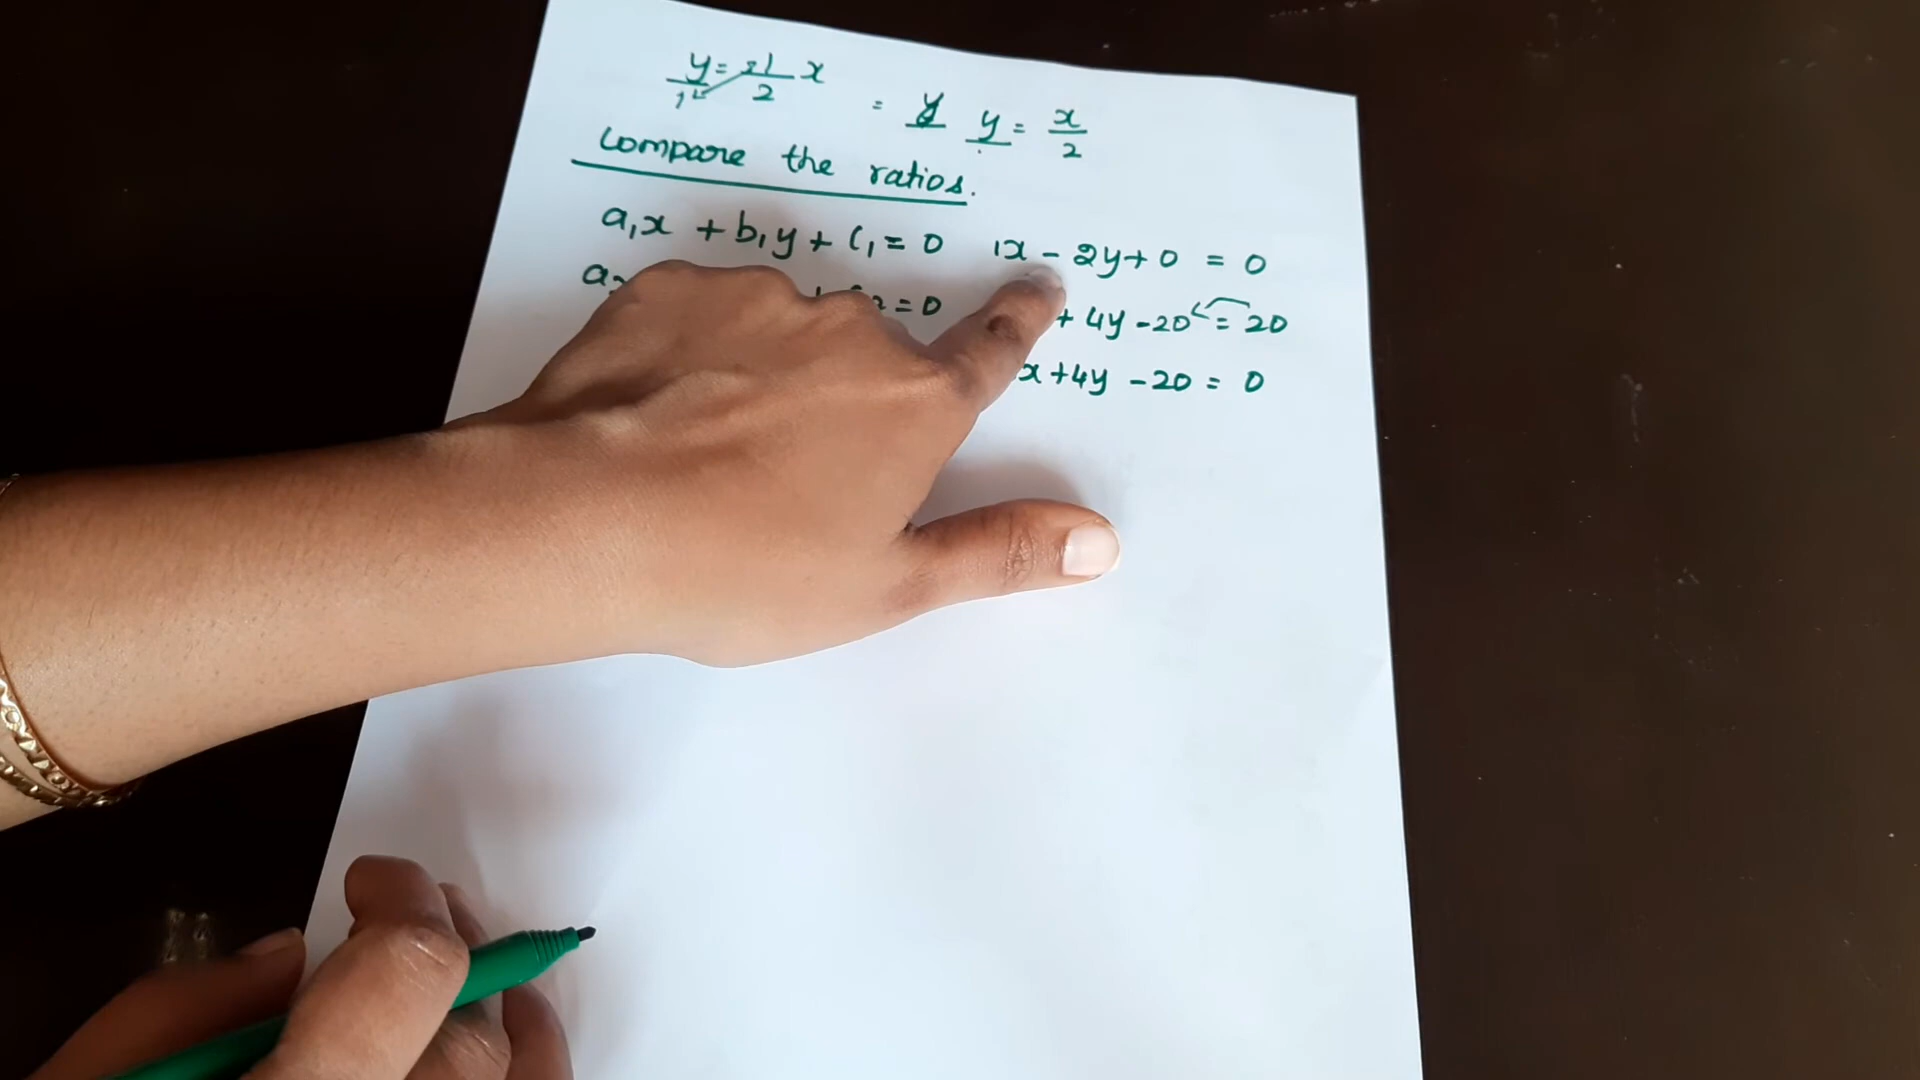 y = 1/2 x
= y y = x/2
Compare the ratios.
a₁x + b₁y + c₁ = 0 1x - 2y + 0 = 0
= 0 + 4y - 20 = 20
x + 4y - 20 = 0